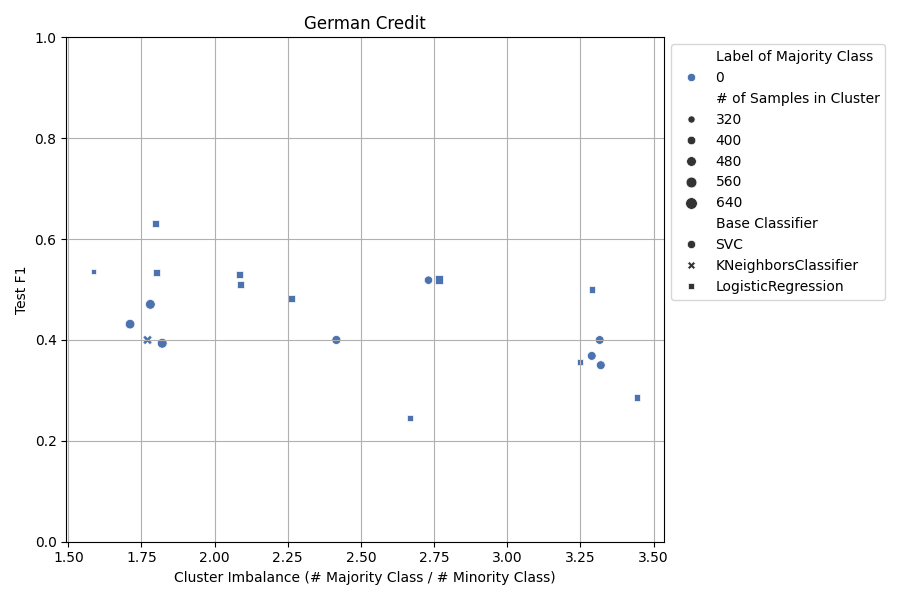 German Credit
Test F1
1.0
0.8
0.6
0.4
0.2
0.0
1.50 1.75 2.00 2.25 2.50 2.75 3.00 3.25 3.50
Cluster Imbalance (# Majority Class / # Minority Class)
Label of Majority Class
0
# of Samples in Cluster
320
400
480
560
640
Base Classifier
SVC
KNeighborsClassifier
LogisticRegression